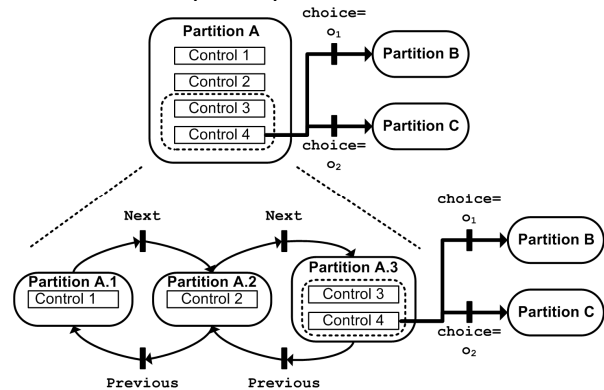 choice=
o₁
Partition A
Control 1
Control 2
Control 3
Control 4
Partition B
Partition C
choice=
o₂
Next
Next
choice=
o₁
Partition B
Partition A.1
Control 1
Partition A.2
Control 2
Partition A.3
Control 3
Control 4
Partition C
choice=
o₂
Previous
Previous